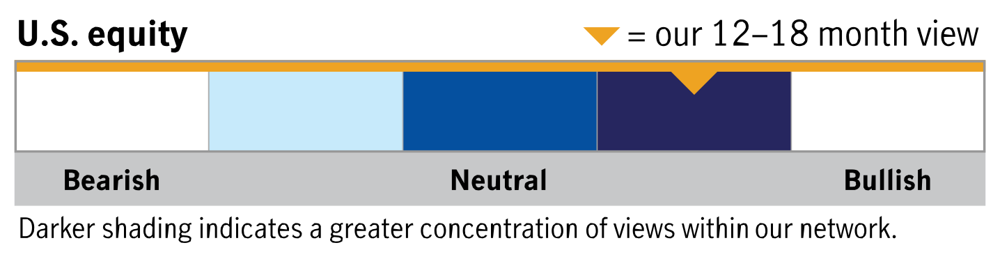 U.S. equity
= our 12–18 month view
Bearish Neutral Bullish
Darker shading indicates a greater concentration of views within our network.